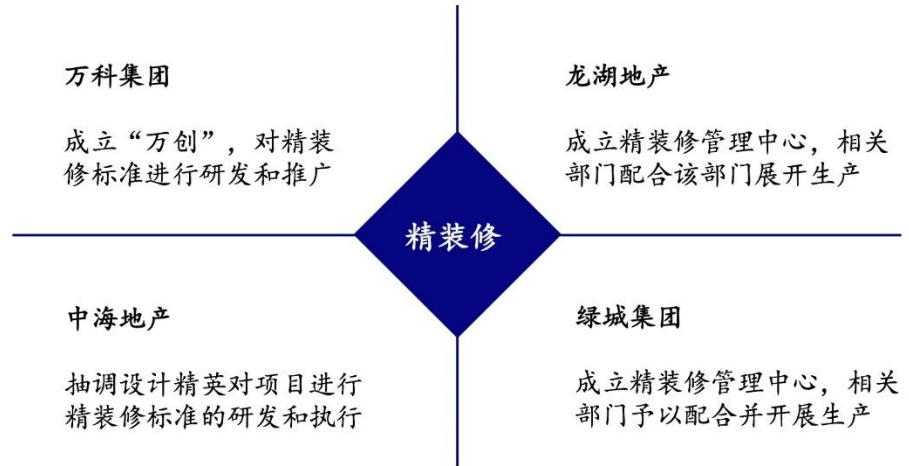 万科集团
成立“万创”，对精装
修标准进行研发和推广
龙湖地产
成立精装修管理中心，相关
部门配合该部门展开生产
精装修
中海地产
抽调设计精英对项目进行
精装修标准的研发和执行
绿城集团
成立精装修管理中心，相关
部门予以配合并开展生产